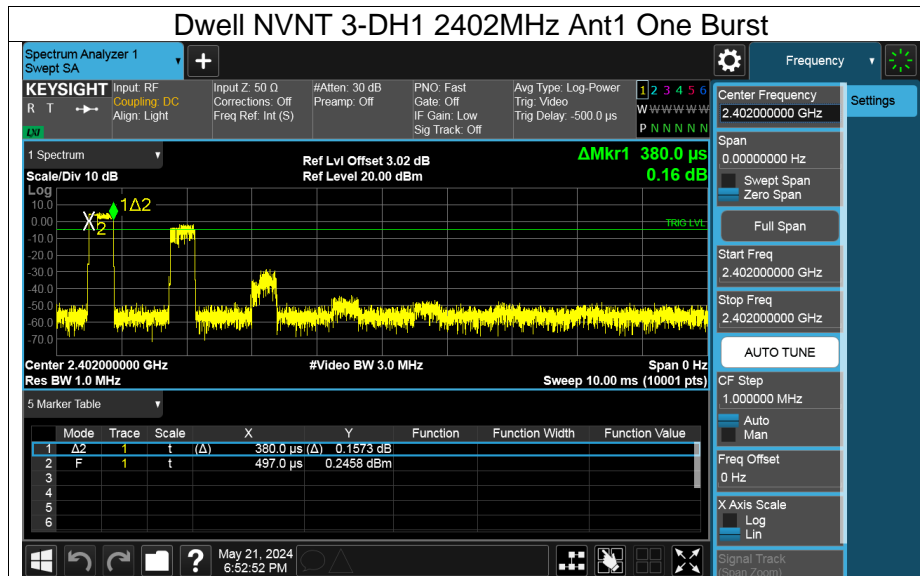 Dwell NVNT 3-DH1 2402MHz Ant1 One Burst
Spectrum Analyzer 1
Swept SA
+
Frequency
Settings
KEYSIGHT
R T
LXI
Input: RF
Coupling: DC
Align: Light
Input Z: 50 Ω
Corrections: Off
Freq Ref: Int (S)
#Atten: 30 dB
Preamp: Off
PNO: Fast
Gate: Off
IF Gain: Low
Sig Track: Off
Avg Type: Log-Power
Trig: Video
Trig Delay: -500.0 µs
1 2 3 4 5 6
W W W W W W
P N N N N N
1 Spectrum
Scale/Div 10 dB
Ref Lvl Offset 3.02 dB
Ref Level 20.00 dBm
ΔMkr1 380.0 µs
0.16 dB
Log
10.0
0.00
-10.0
-20.0
-30.0
-40.0
-50.0
-60.0
-70.0
X2
1Δ2
TRIG LVL
Center 2.402000000 GHz
Res BW 1.0 MHz
#Video BW 3.0 MHz
Span 0 Hz
Sweep 10.00 ms (10001 pts)
5 Marker Table
Mode Trace Scale X Y Function Function Width Function Value
1 Δ2 1 t (Δ) 380.0 µs (Δ) 0.1573 dB
2 F 1 t 497.0 µs 0.2458 dBm
3
4
5
6
Center Frequency
2.402000000 GHz
Span
0.00000000 Hz
Swept Span
Zero Span
Full Span
Start Freq
2.402000000 GHz
Stop Freq
2.402000000 GHz
AUTO TUNE
CF Step
1.000000 MHz
Auto
Man
Freq Offset
0 Hz
X Axis Scale
Log
Lin
Signal Track
(Span Zoom)
?
May 21, 2024
6:52:52 PM